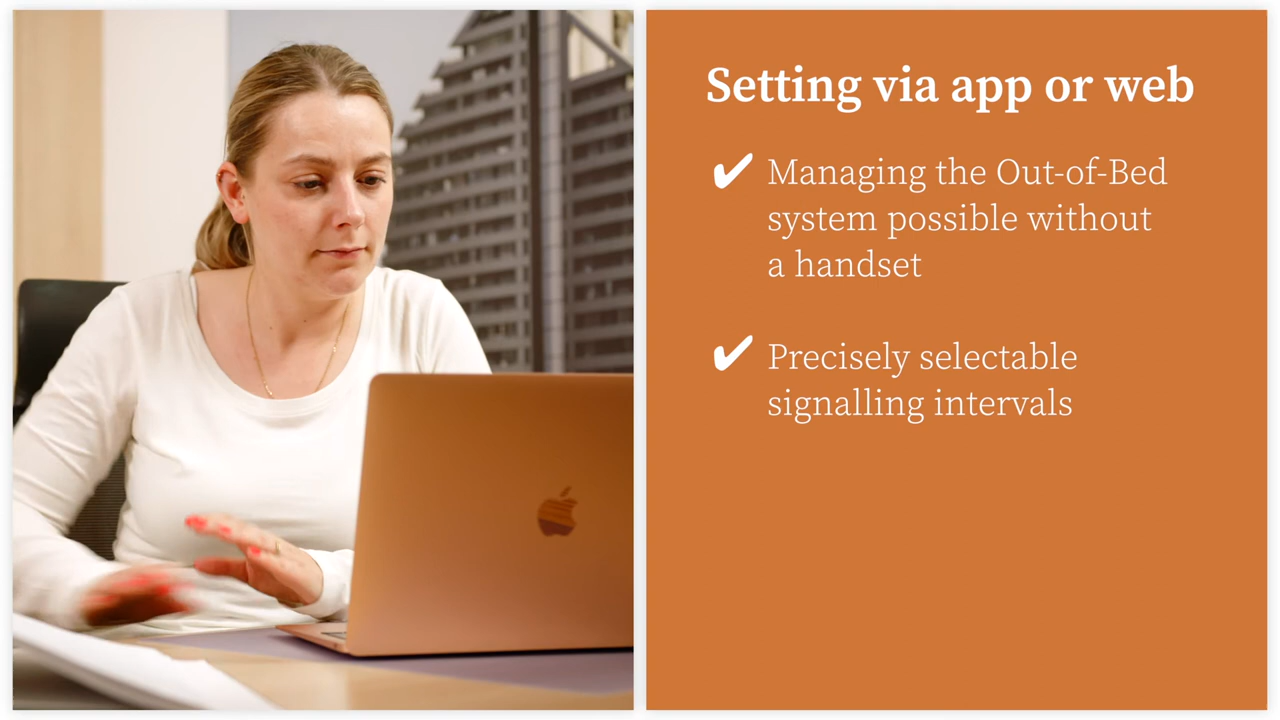 Setting via app or web
✔ Managing the Out-of-Bed
system possible without
a handset
✔ Precisely selectable
signalling intervals